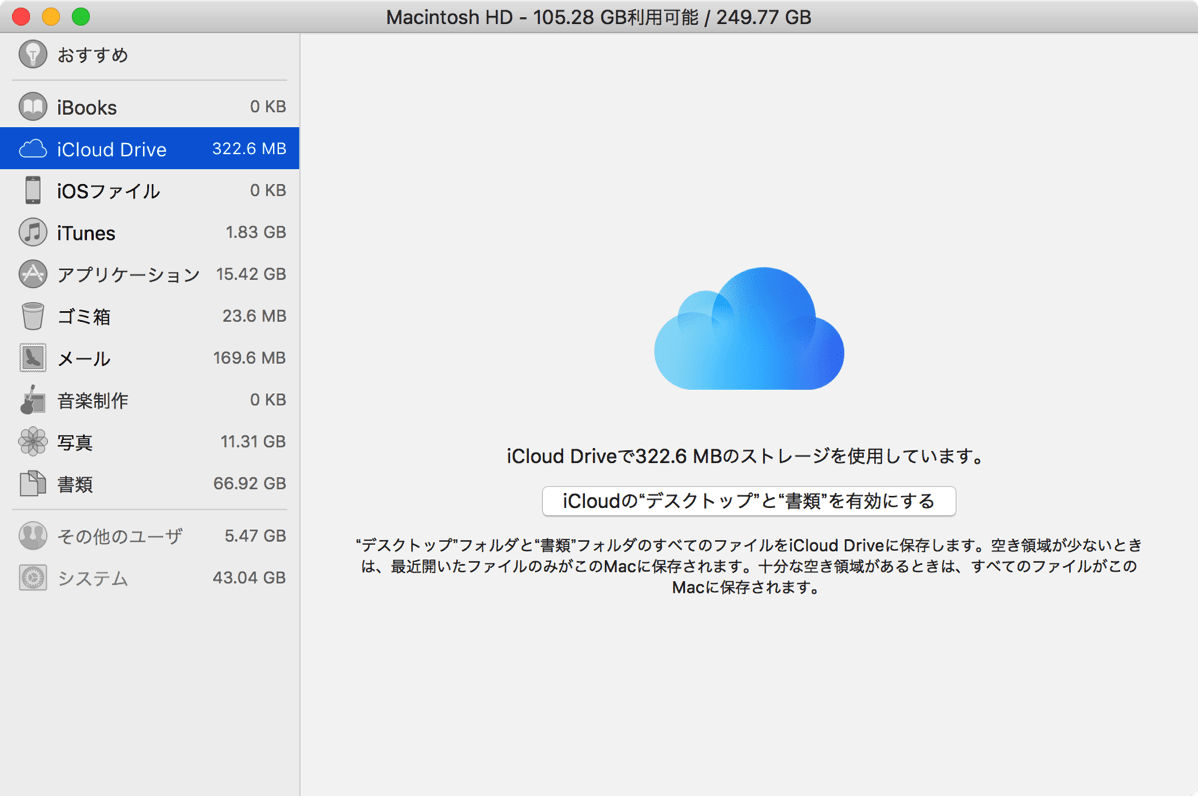 Macintosh HD - 105.28 GB利用可能 / 249.77 GB
おすすめ
iBooks 0 KB
iCloud Drive 322.6 MB
iOSファイル 0 KB
iTunes 1.83 GB
アプリケーション 15.42 GB
ゴミ箱 23.6 MB
メール 169.6 MB
音楽制作 0 KB
写真 11.31 GB
書類 66.92 GB
その他のユーザ 5.47 GB
システム 43.04 GB
iCloud Driveで322.6 MBのストレージを使用しています。
iCloudの“デスクトップ”と“書類”を有効にする
“デスクトップ”フォルダと“書類”フォルダのすべてのファイルをiCloud Driveに保存します。空き領域が少ないとき
は、最近開いたファイルのみがこのMacに保存されます。十分な空き領域があるときは、すべてのファイルがこの
Macに保存されます。